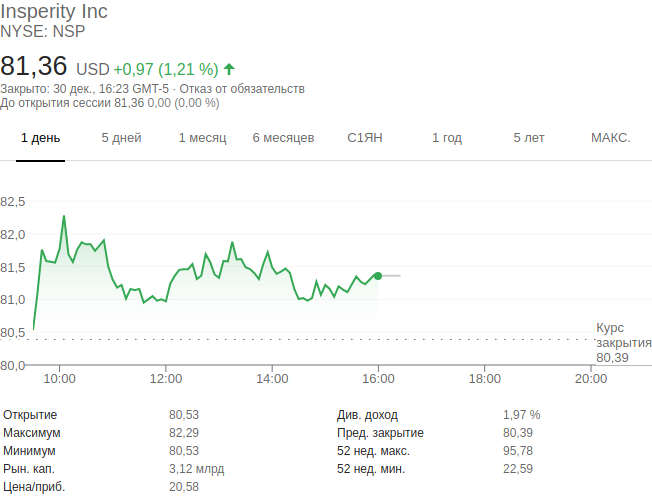 Insperity Inc
NYSE: NSP
81,36 USD +0,97 (1,21 %)
Закрыто: 30 дек., 16:23 GMT-5 · Отказ от обязательств
До открытия сессии 81,36 0,00 (0,00 %)
1 день 5 дней 1 месяц 6 месяцев С1ЯН 1 год 5 лет МАКС.
82,5
82,0
81,5
81,0
80,5
80,0
Курс
закрытия
80,39
10:00 12:00 14:00 16:00 18:00 20:00
Открытие 80,53 Див. доход 1,97 %
Максимум 82,29 Пред. закрытие 80,39
Минимум 80,53 52 нед. макс. 95,78
Рын. кап. 3,12 млрд 52 нед. мин. 22,59
Цена/приб. 20,58